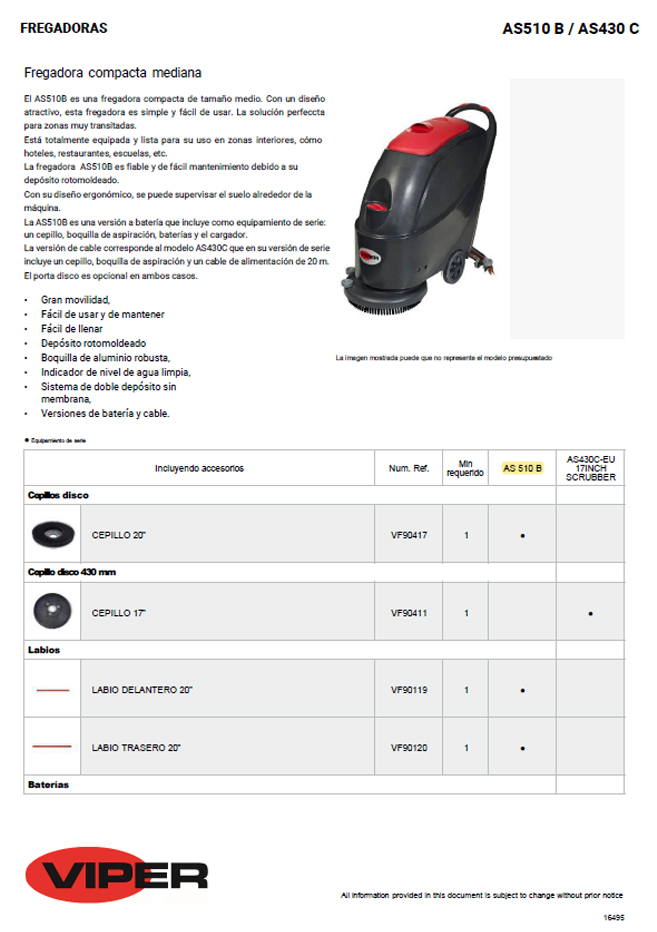 FREGADORAS
AS510 B / AS430 C
Fregadora compacta mediana
El AS510B es una fregadora compacta de tamaño medio. Con un diseño
atractivo, esta fregadora es simple y fácil de usar. La solución perfeccta
para zonas muy transitadas.
Está totalmente equipada y lista para su uso en zonas interiores, cómo
hoteles, restaurantes, escuelas, etc.
La fregadora AS510B es fiable y de fácil mantenimiento debido a su
depósito rotomoldeado.
Con su diseño ergonómico, se puede supervisar el suelo alrededor de la
máquina.
La AS510B es una versión a batería que incluye como equipamiento de serie:
un cepillo, boquilla de aspiración, baterías y el cargador.
La versión de cable corresponde al modelo AS430C que en su versión de serie
incluye un cepillo, boquilla de aspiración y un cable de alimentación de 20 m.
El porta disco es opcional en ambos casos.
• Gran movilidad,
• Fácil de usar y de mantener
• Fácil de llenar
• Depósito rotomoldeado
• Boquilla de aluminio robusta,
• Indicador de nivel de agua limpia,
• Sistema de doble depósito sin
membrana,
• Versiones de batería y cable.
VIPER
La imagen mostrada puede que no represente el modelo presupuestado
● Equipamiento de serie
Incluyendo accesorios Num. Ref. Min requerido AS 510 B AS430C-EU 17INCH SCRUBBER
Cepillos disco
CEPILLO 20" VF90417 1 ●
Cepillo disco 430 mm
CEPILLO 17" VF90411 1 ●
Labios
LABIO DELANTERO 20" VF90119 1 ●
LABIO TRASERO 20" VF90120 1 ●
Baterías
VIPER
All information provided in this document is subject to change without prior notice
16495